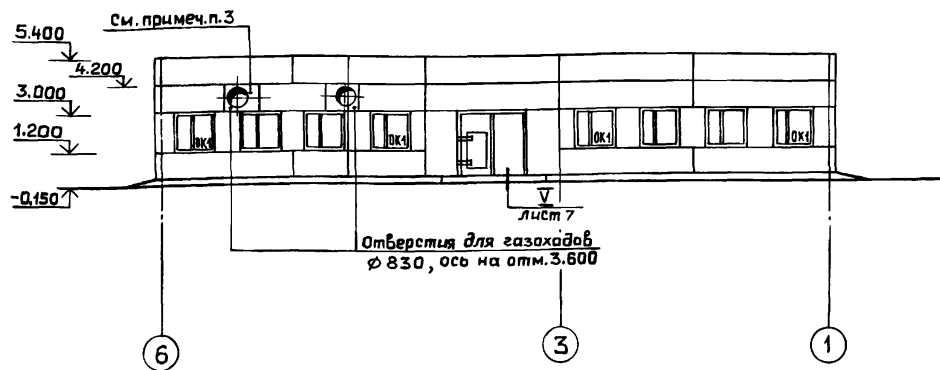 См. примеч.п.3
5.400
4.200
3.000
1.200
-0,150
ОК1
ОК1
ОК1
ОК1
V
лист 7
Отверстия для газоходов
Ø 830, ось на отм.3.600
6
3
1